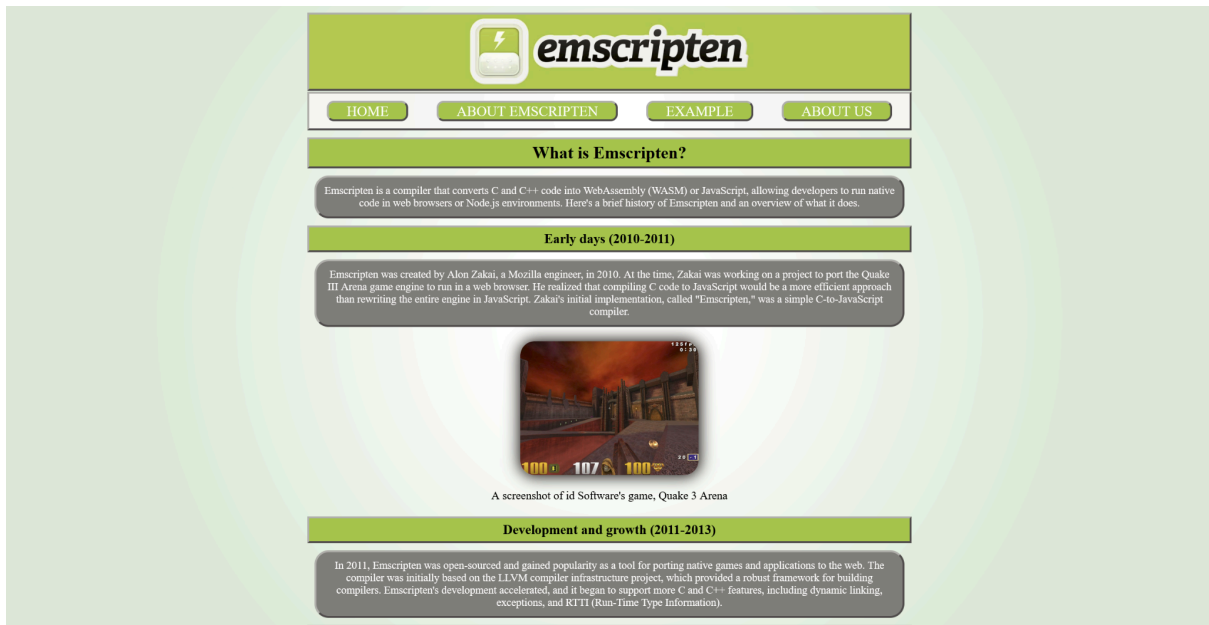 emscripten
HOME ABOUT EMSCRIPTEN EXAMPLE ABOUT US
What is Emscripten?
Emscripten is a compiler that converts C and C++ code into WebAssembly (WASM) or JavaScript, allowing developers to run native
code in web browsers or Node.js environments. Here's a brief history of Emscripten and an overview of what it does.
Early days (2010-2011)
Emscripten was created by Alon Zakai, a Mozilla engineer, in 2010. At the time, Zakai was working on a project to port the Quake
III Arena game engine to run in a web browser. He realized that compiling C code to JavaScript would be a more efficient approach
than rewriting the entire engine in JavaScript. Zakai's initial implementation, called "Emscripten," was a simple C-to-JavaScript
compiler.
0:30
100 107 100
A screenshot of id Software's game, Quake 3 Arena
Development and growth (2011-2013)
In 2011, Emscripten was open-sourced and gained popularity as a tool for porting native games and applications to the web. The
compiler was initially based on the LLVM compiler infrastructure project, which provided a robust framework for building
compilers. Emscripten's development accelerated, and it began to support more C and C++ features, including dynamic linking,
exceptions, and RTTI (Run-Time Type Information).